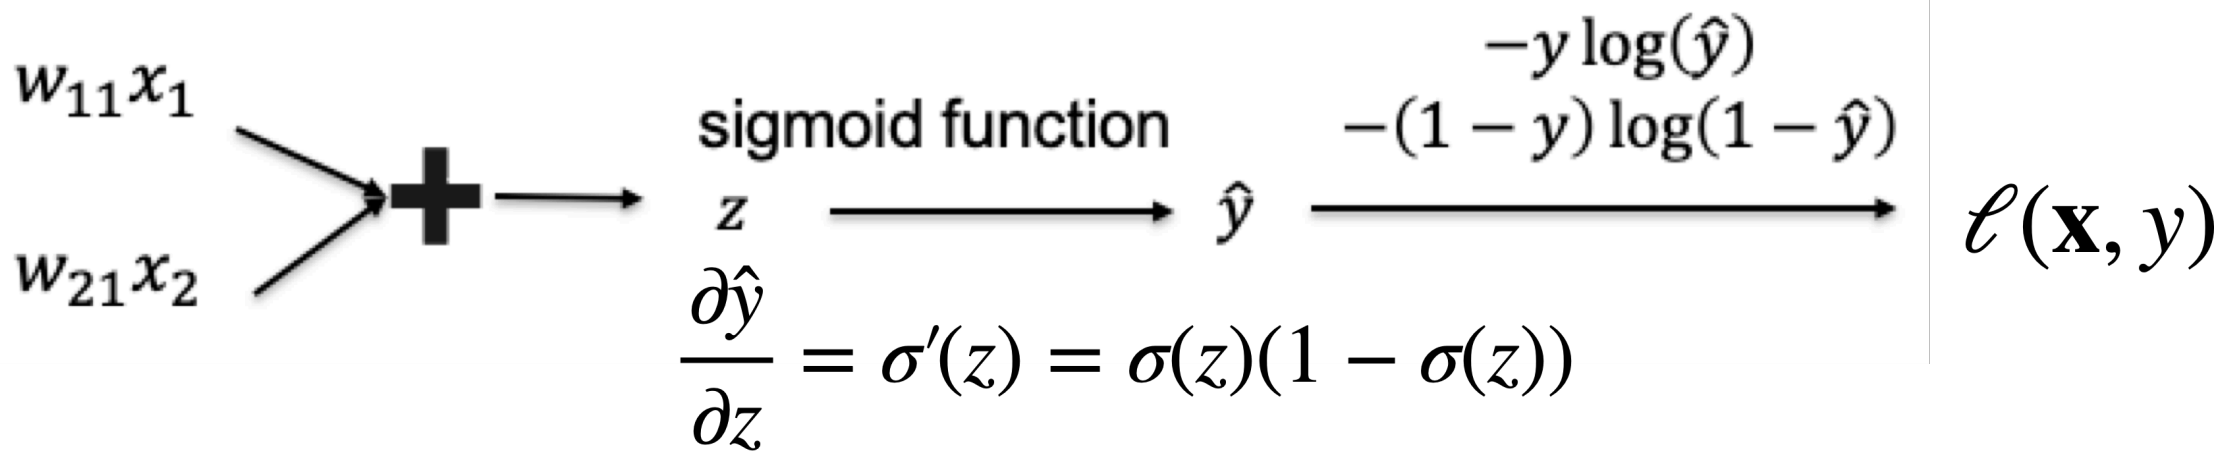 w₁₁x₁
w₂₁x₂
+
sigmoid function
z
ŷ
−y log(ŷ)
−(1 − y) log(1 − ŷ)
ℓ(𝐱, y)
∂ŷ/∂z = σ′(z) = σ(z)(1 − σ(z))